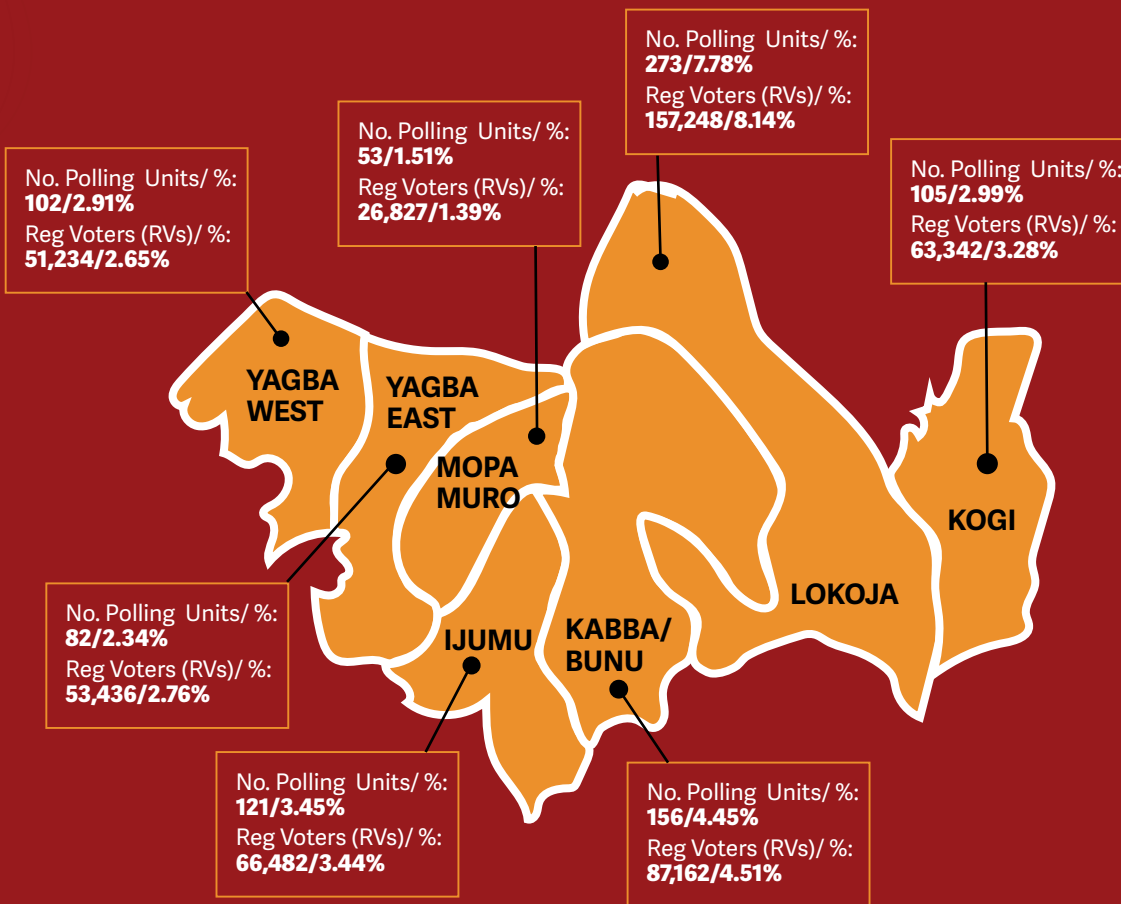 No. Polling Units/ %:
273/7.78%
Reg Voters (RVs)/ %:
157,248/8.14%
No. Polling Units/ %:
53/1.51%
Reg Voters (RVs)/ %:
26,827/1.39%
No. Polling Units/ %:
102/2.91%
Reg Voters (RVs)/ %:
51,234/2.65%
No. Polling Units/ %:
105/2.99%
Reg Voters (RVs)/ %:
63,342/3.28%
YAGBA
WEST
YAGBA
EAST
MOPA
MURO
KOGI
LOKOJA
IJUMU
KABBA/
BUNU
No. Polling Units/ %:
82/2.34%
Reg Voters (RVs)/ %:
53,436/2.76%
No. Polling Units/ %:
121/3.45%
Reg Voters (RVs)/ %:
66,482/3.44%
No. Polling Units/ %:
156/4.45%
Reg Voters (RVs)/ %:
87,162/4.51%